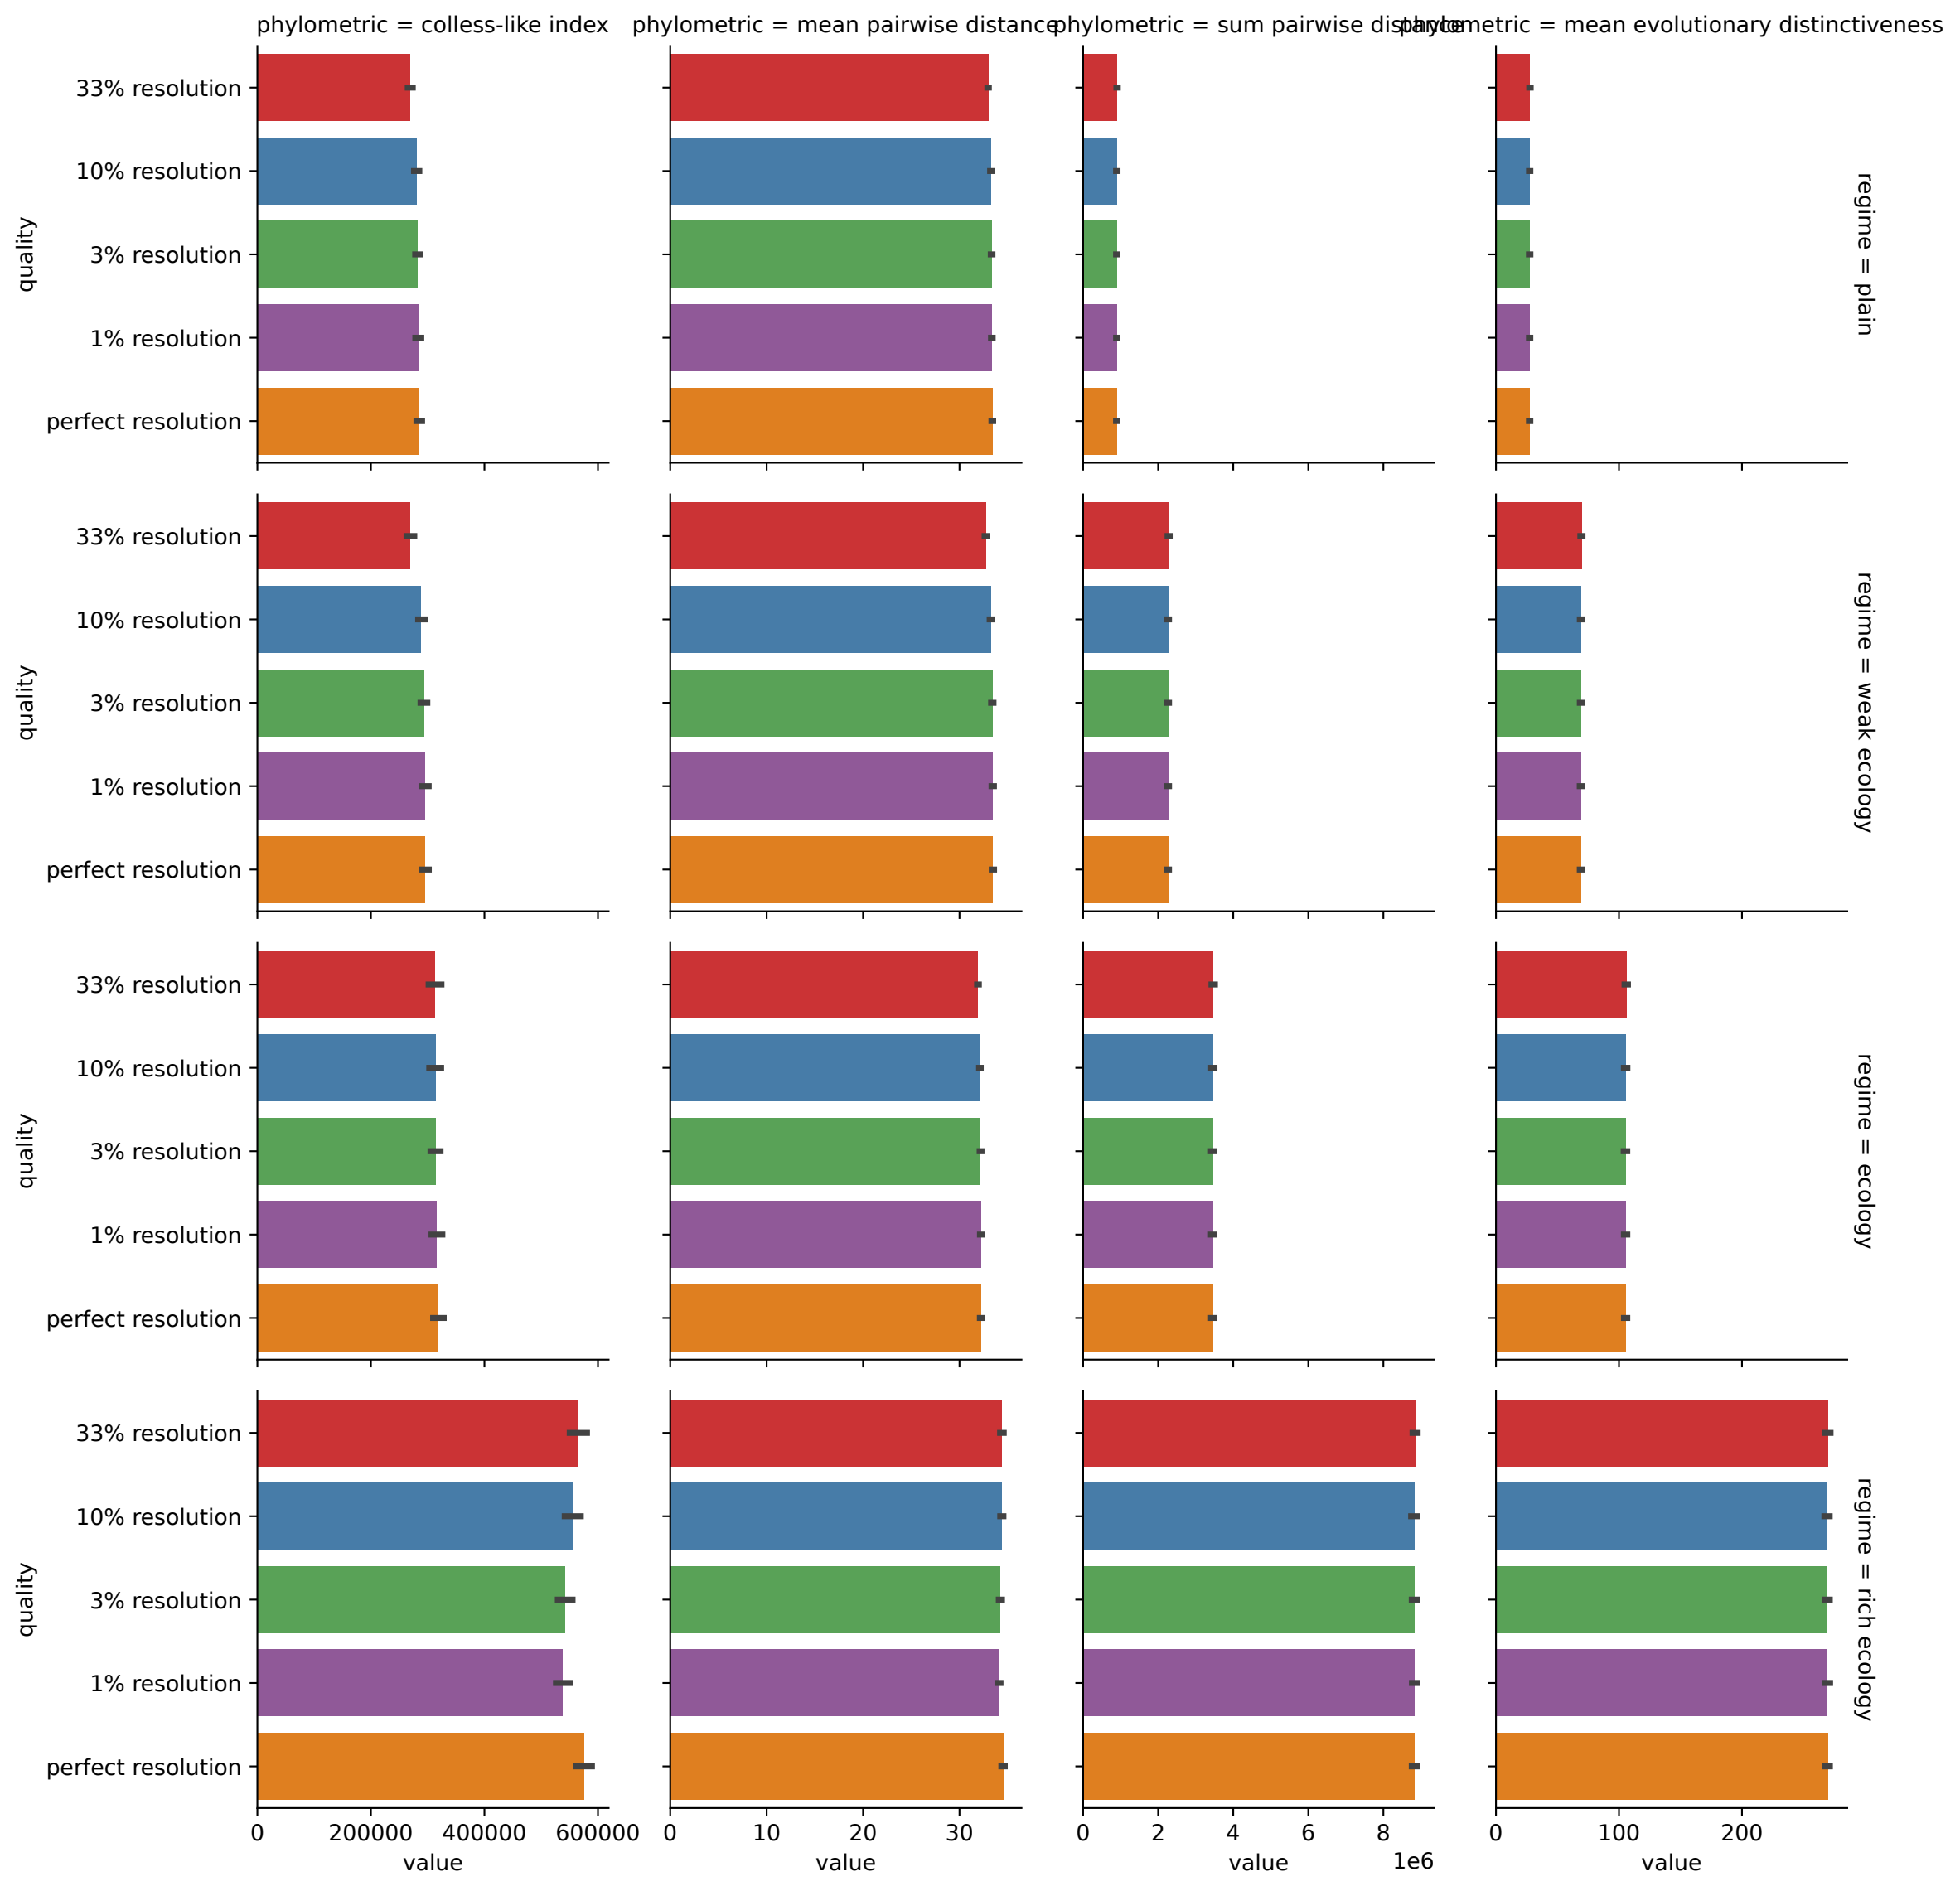 phylometric = colless-like index
phylometric = mean pairwise distance
phylometric = sum pairwise distance
phylometric = mean evolutionary distinctiveness
quality
33% resolution
10% resolution
3% resolution
1% resolution
perfect resolution
regime = plain
quality
33% resolution
10% resolution
3% resolution
1% resolution
perfect resolution
regime = weak ecology
quality
33% resolution
10% resolution
3% resolution
1% resolution
perfect resolution
regime = ecology
quality
33% resolution
10% resolution
3% resolution
1% resolution
perfect resolution
regime = rich ecology
0 200000 400000 600000
value
0 10 20 30
value
0 2 4 6 8
1e6
value
0 100 200
value